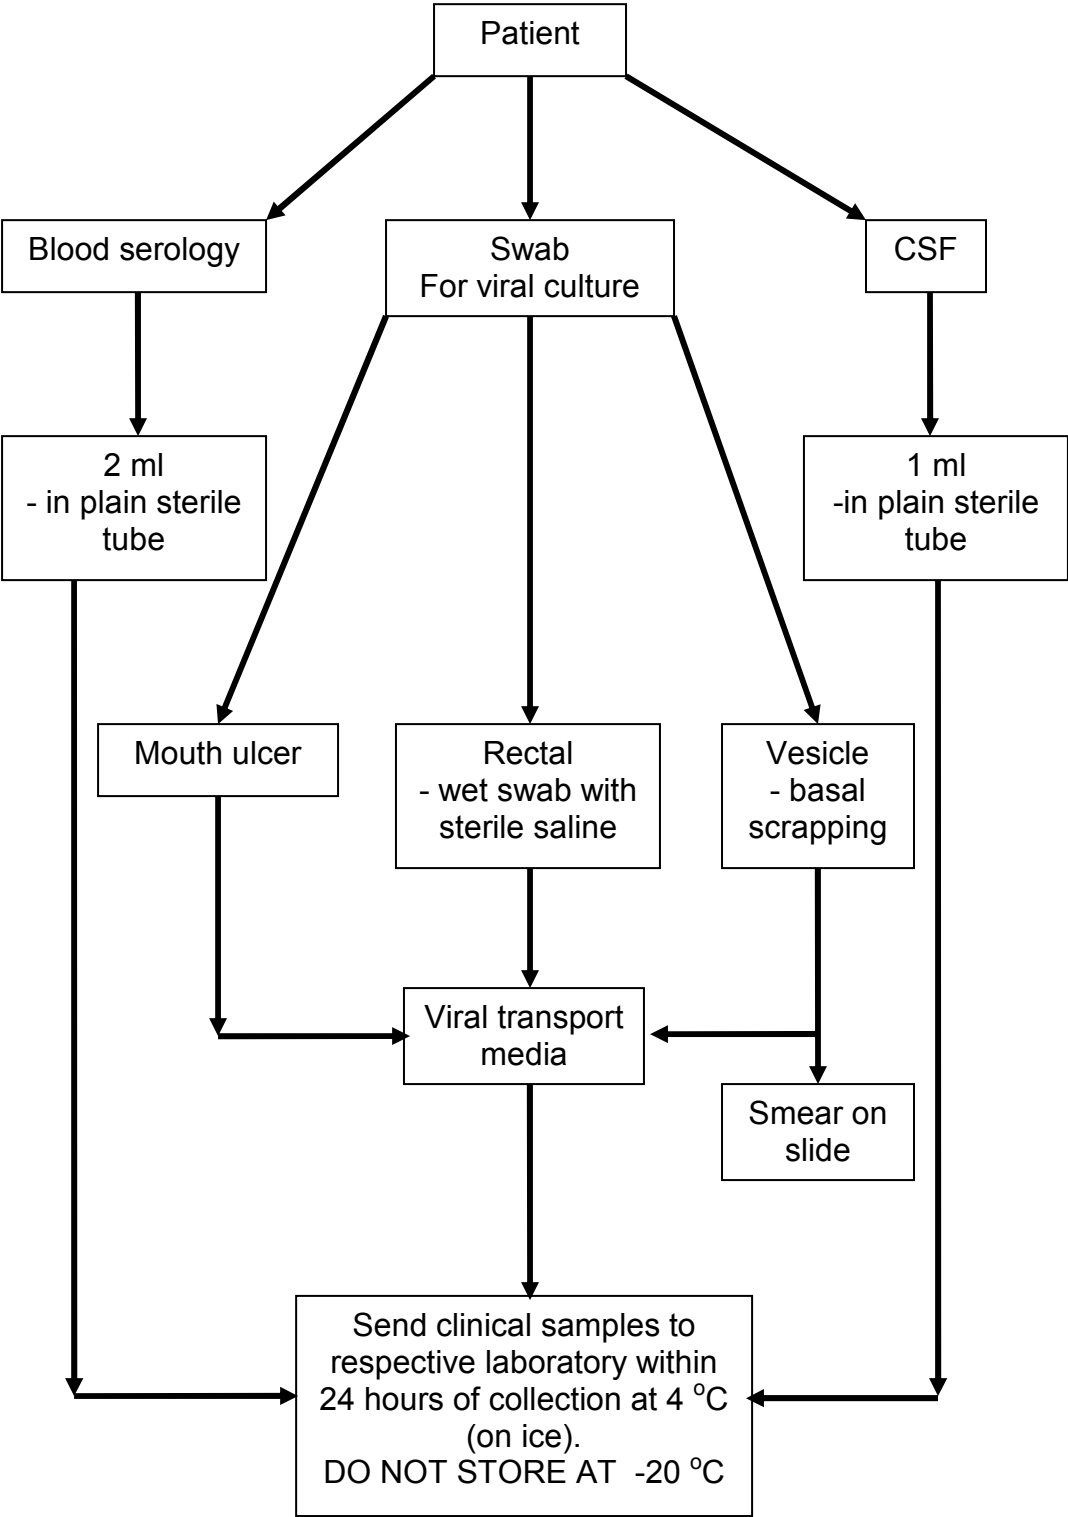 Patient
Blood serology
Swab
For viral culture
CSF
2 ml
- in plain sterile
tube
1 ml
-in plain sterile
tube
Mouth ulcer
Rectal
- wet swab with
sterile saline
Vesicle
- basal
scrapping
Viral transport
media
Smear on
slide
Send clinical samples to
respective laboratory within
24 hours of collection at 4 °C
(on ice).
DO NOT STORE AT -20 °C